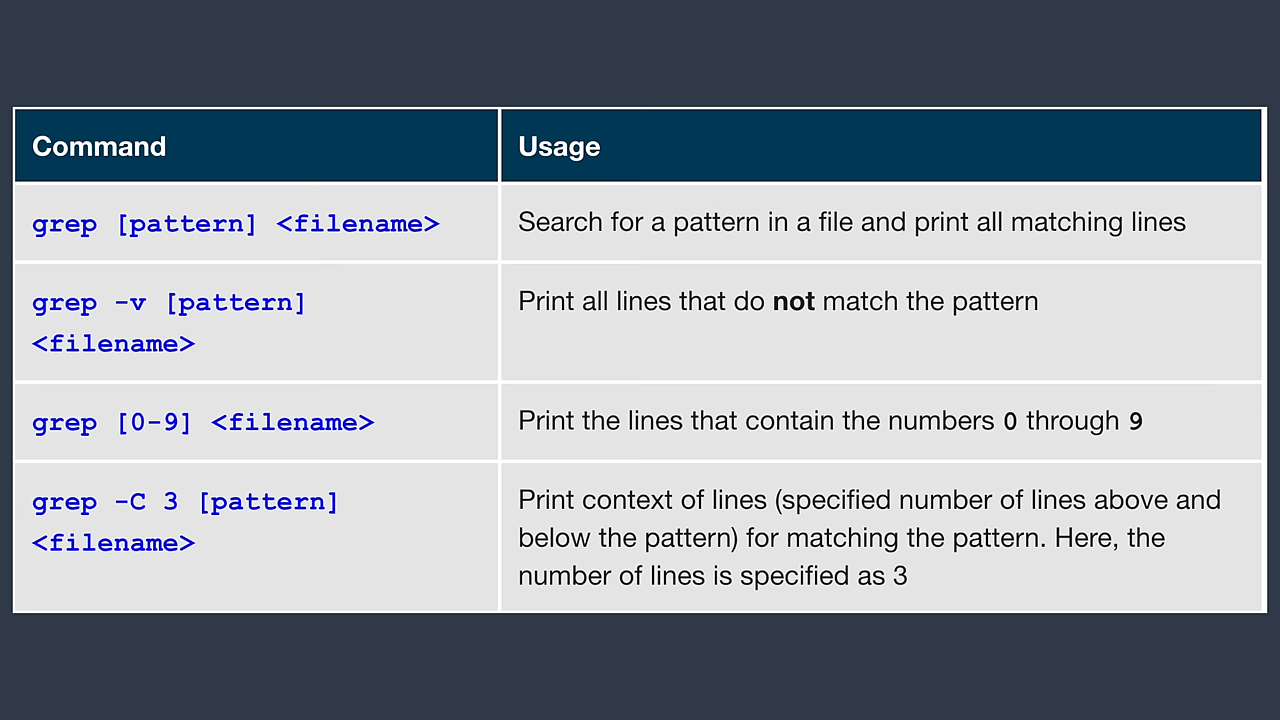 Command
Usage
grep [pattern] <filename>
Search for a pattern in a file and print all matching lines
grep -v [pattern]
<filename>
Print all lines that do not match the pattern
grep [0-9] <filename>
Print the lines that contain the numbers 0 through 9
grep -C 3 [pattern]
<filename>
Print context of lines (specified number of lines above and
below the pattern) for matching the pattern. Here, the
number of lines is specified as 3